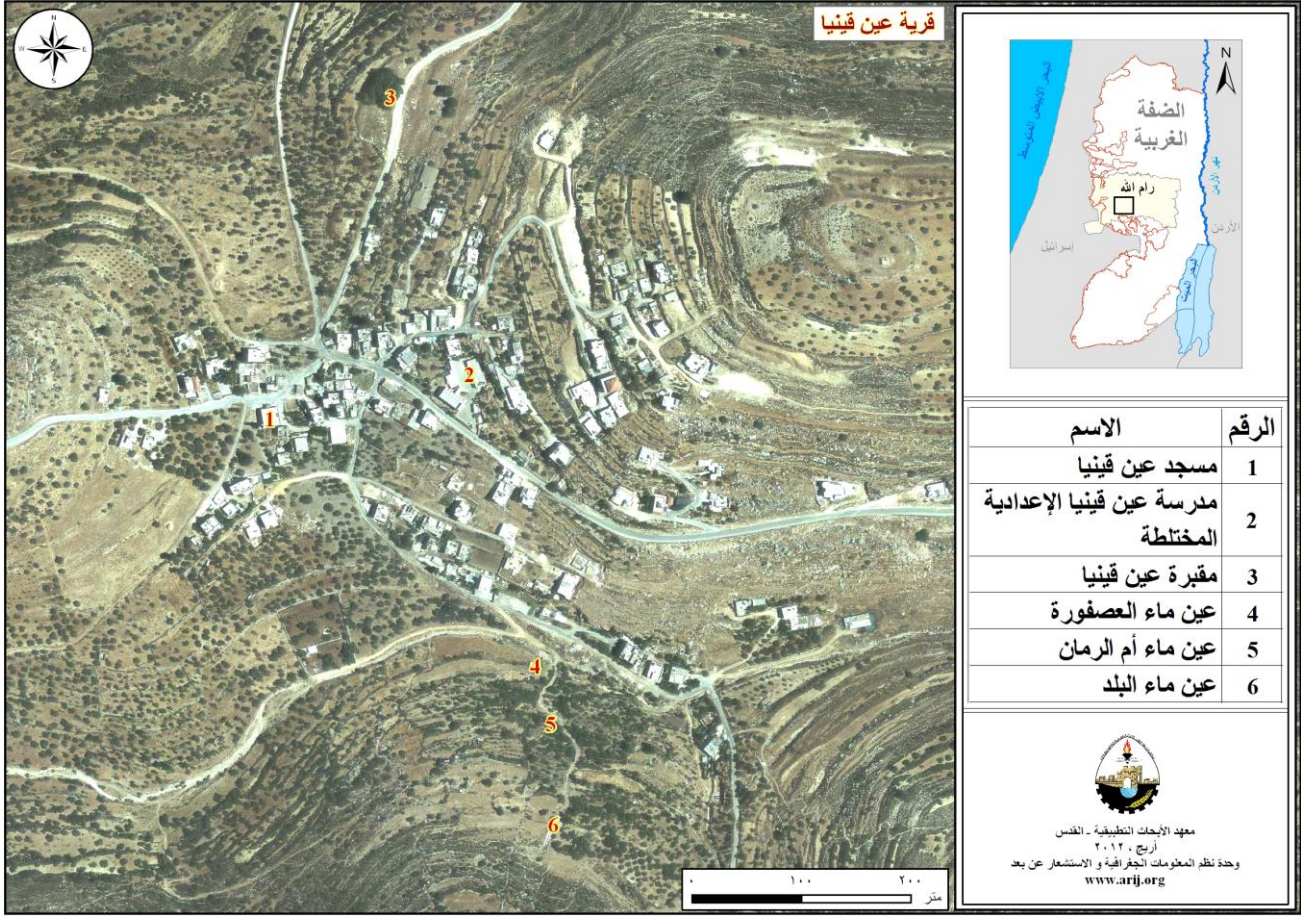 قرية عين قينيا
N
E
S
W
3
2
1
4
5
6
٠ ١٠٠ ٢٠٠
متر
N
البحر الابيض المتوسط
الضفة
الغربية
نهر الأردن
رام الله
الأردن
إسرائيل
البحر الميت
الرقم الاسم
1 مسجد عين قينيا
2 مدرسة عين قينيا الإعدادية
المختلطة
3 مقبرة عين قينيا
4 عين ماء العصفورة
5 عين ماء أم الرمان
6 عين ماء البلد
معهد الأبحاث التطبيقية ـ القدس
أريج ، ٢٠١٢
وحدة نظم المعلومات الجغرافية و الاستشعار عن بعد
www.arij.org